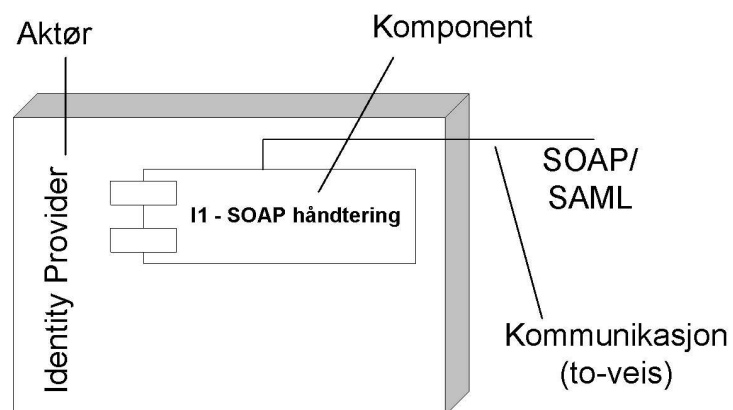 Aktør
Komponent
SOAP/
SAML
I1 - SOAP håndtering
Identity Provider
Kommunikasjon
(to-veis)